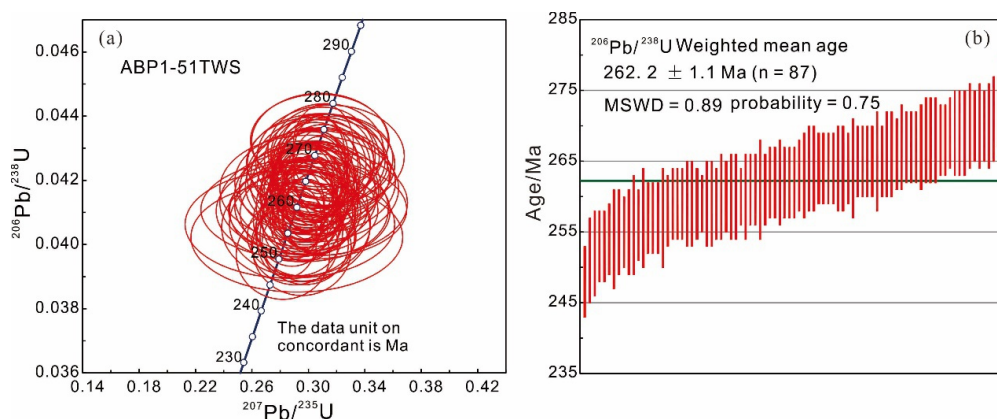 (a)
ABP1-51TWS
290
280
270
260
250
240
230
The data unit on
concordant is Ma
0.046
0.044
0.042
0.040
0.038
0.036
²⁰⁶Pb/²³⁸U
0.14
0.18
0.22
0.26
0.30
0.34
0.38
0.42
²⁰⁷Pb/²³⁵U
(b)
²⁰⁶Pb/²³⁸U Weighted mean age
262. 2 ± 1.1 Ma (n = 87)
MSWD = 0.89 probability = 0.75
285
275
265
255
245
235
Age/Ma